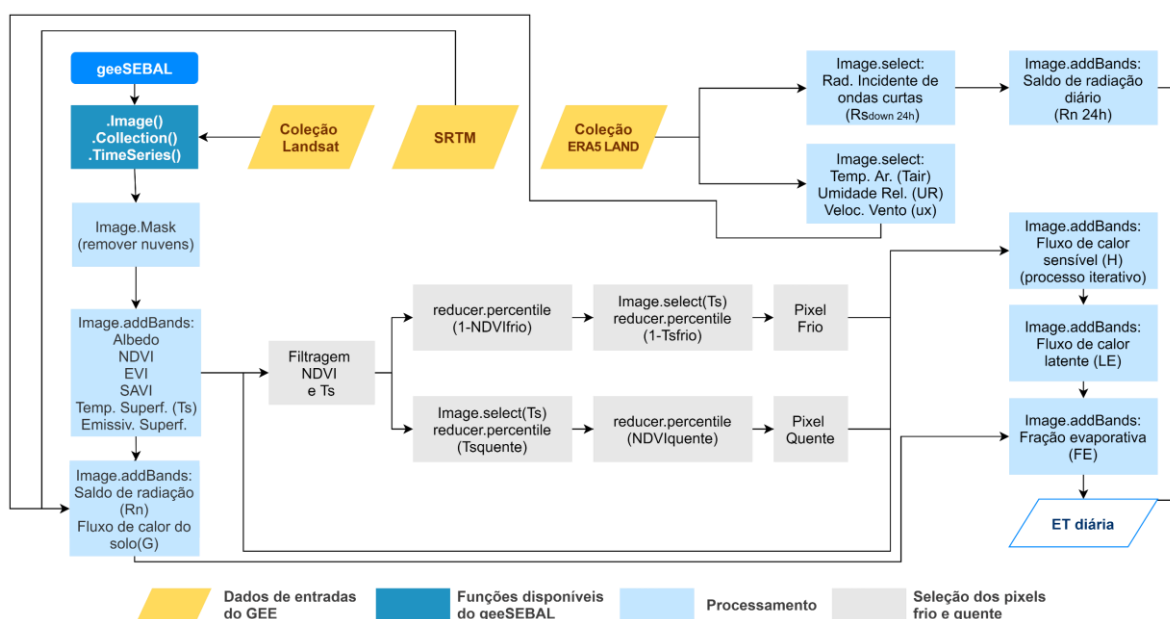 geeSEBAL
.Image()
.Collection()
.TimeSeries()
Coleção
Landsat
SRTM
Coleção
ERA5 LAND
Image.select:
Rad. Incidente de
ondas curtas
(Rsdown 24h)
Image.addBands:
Saldo de radiação
diário
(Rn 24h)
Image.select:
Temp. Ar. (Tair)
Umidade Rel. (UR)
Veloc. Vento (ux)
Image.Mask
(remover nuvens)
Image.addBands:
Albedo
NDVI
EVI
SAVI
Temp. Superf. (Ts)
Emissiv. Superf.
Filtragem
NDVI
e Ts
reducer.percentile
(1-NDVIfrio)
Image.select(Ts)
reducer.percentile
(1-Tsfrio)
Pixel
Frio
Image.select(Ts)
reducer.percentile
(Tsquente)
reducer.percentile
(NDVIquente)
Pixel
Quente
Image.addBands:
Fluxo de calor
sensível (H)
(processo iterativo)
Image.addBands:
Fluxo de calor
latente (LE)
Image.addBands:
Fração evaporativa
(FE)
Image.addBands:
Saldo de radiação
(Rn)
Fluxo de calor do
solo(G)
ET diária
Dados de entradas
do GEE
Funções disponíveis
do geeSEBAL
Processamento
Seleção dos pixels
frio e quente